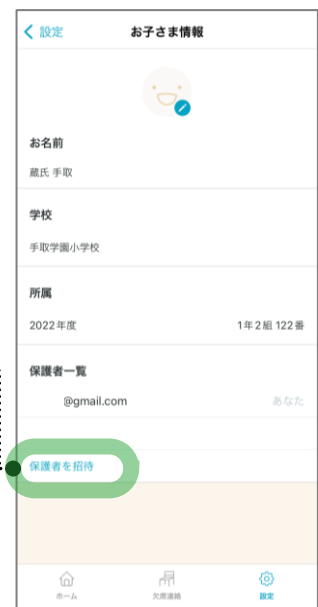 設定 お子さま情報
お名前
蔵氏 手取
学校
手取学園小学校
所属
2022年度 1年2組 122番
保護者一覧
@gmail.com あなた
保護者を招待
ホーム 欠席連絡 設定